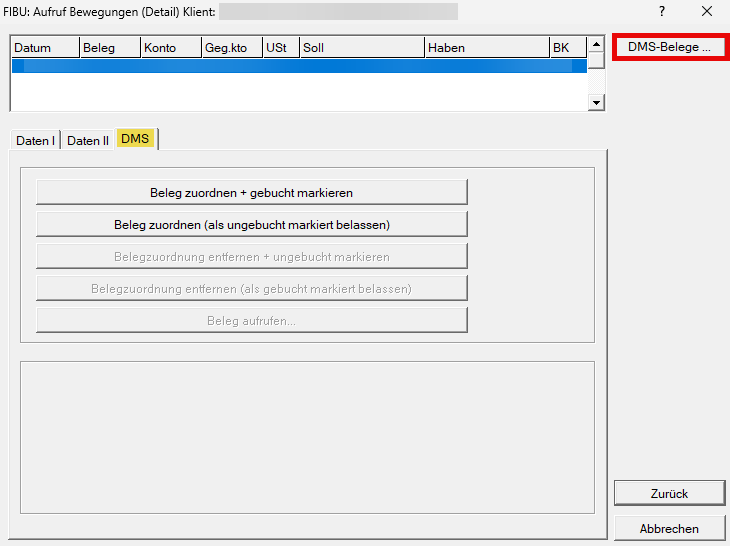 FIBU: Aufruf Bewegungen (Detail) Klient:
?
Datum Beleg Konto Geg.kto USt Soll Haben BK
DMS-Belege ...
Daten I Daten II DMS
Beleg zuordnen + gebucht markieren
Beleg zuordnen (als ungebucht markiert belassen)
Belegzuordnung entfernen + ungebucht markieren
Belegzuordnung entfernen (als gebucht markiert belassen)
Beleg aufrufen...
Zurück
Abbrechen